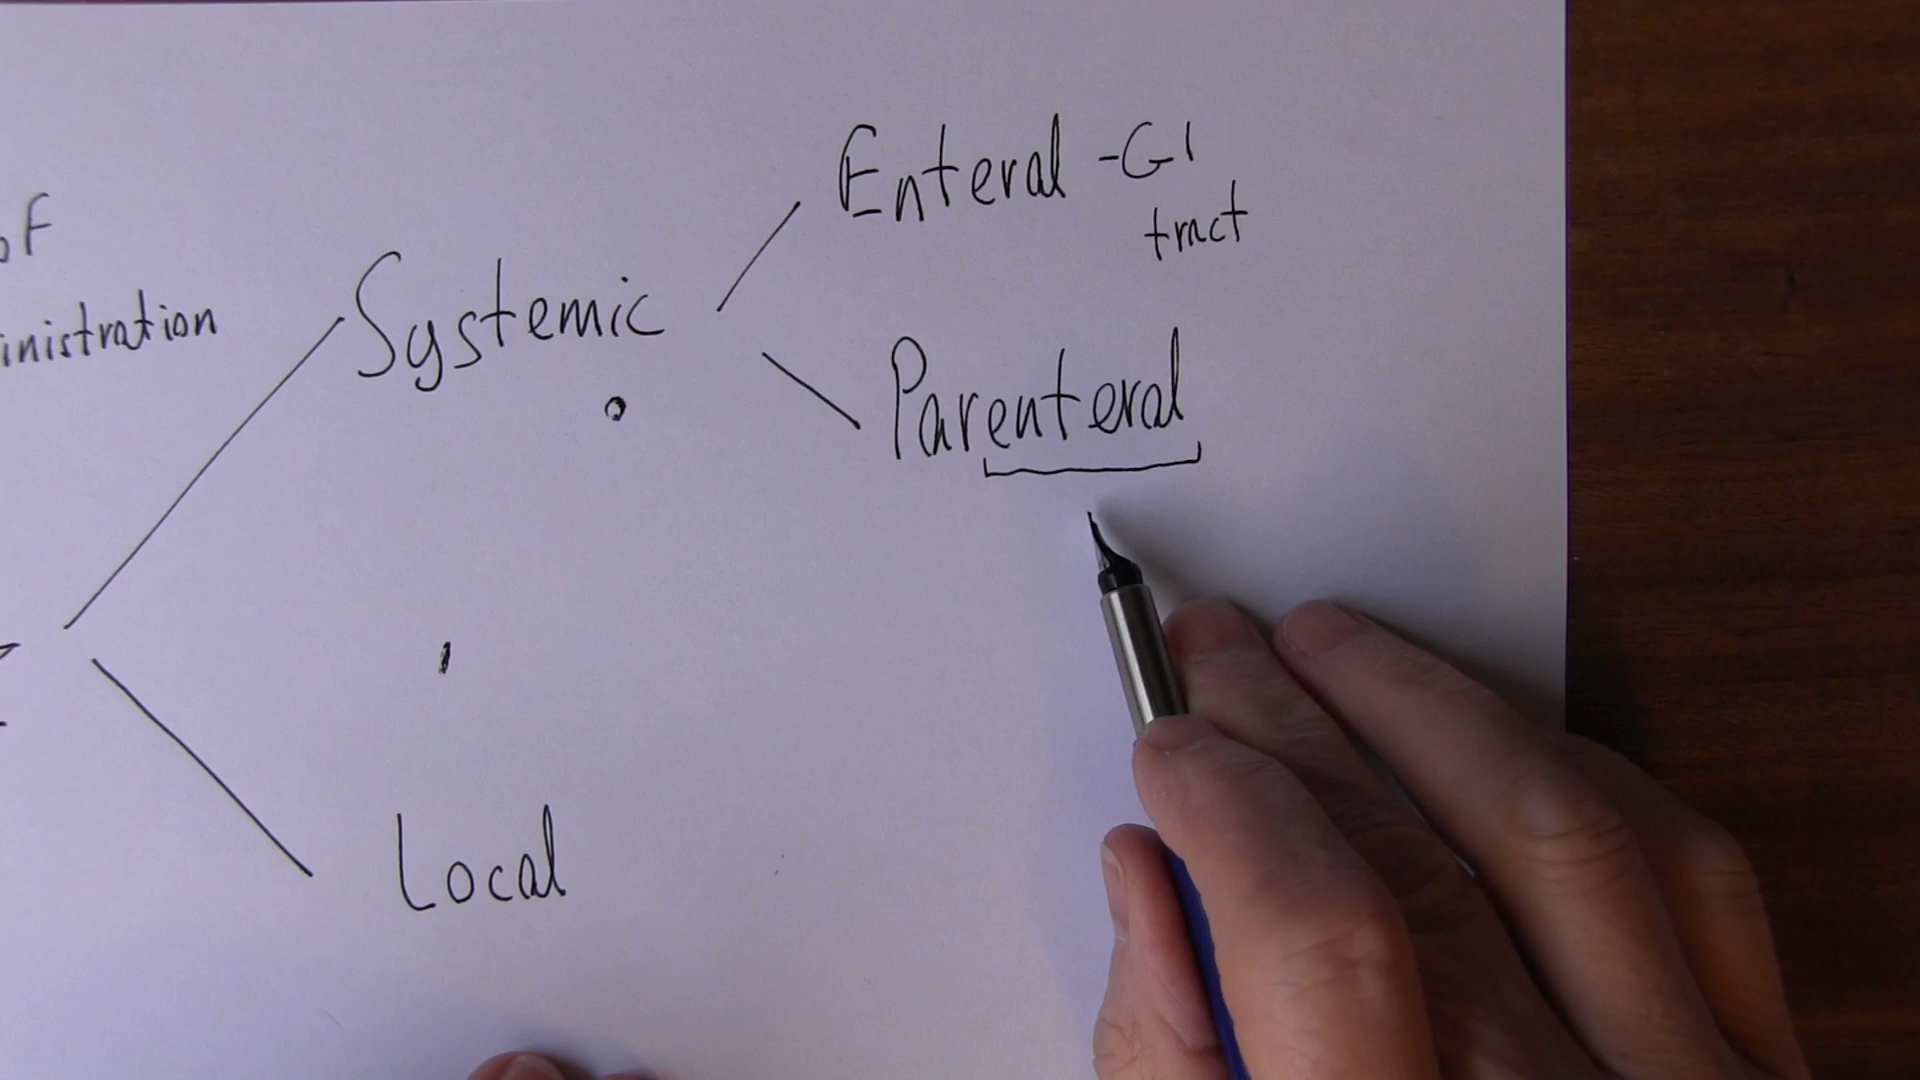 of
inistration
Systemic
Enteral - GI
tract
Parenteral
Local